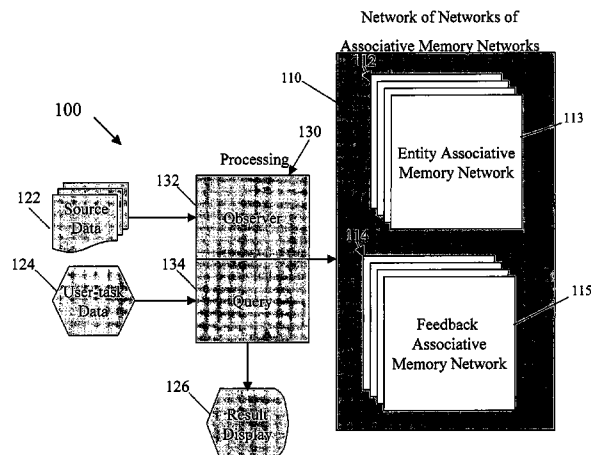 Network of Networks of
Associative Memory Networks
112
110
113
100
130
Processing
132
Entity Associative
Memory Network
Source
Data
122
Observer
114
124
134
User-task
Data
Query
115
Feedback
Associative
Memory Network
126
Result
Display